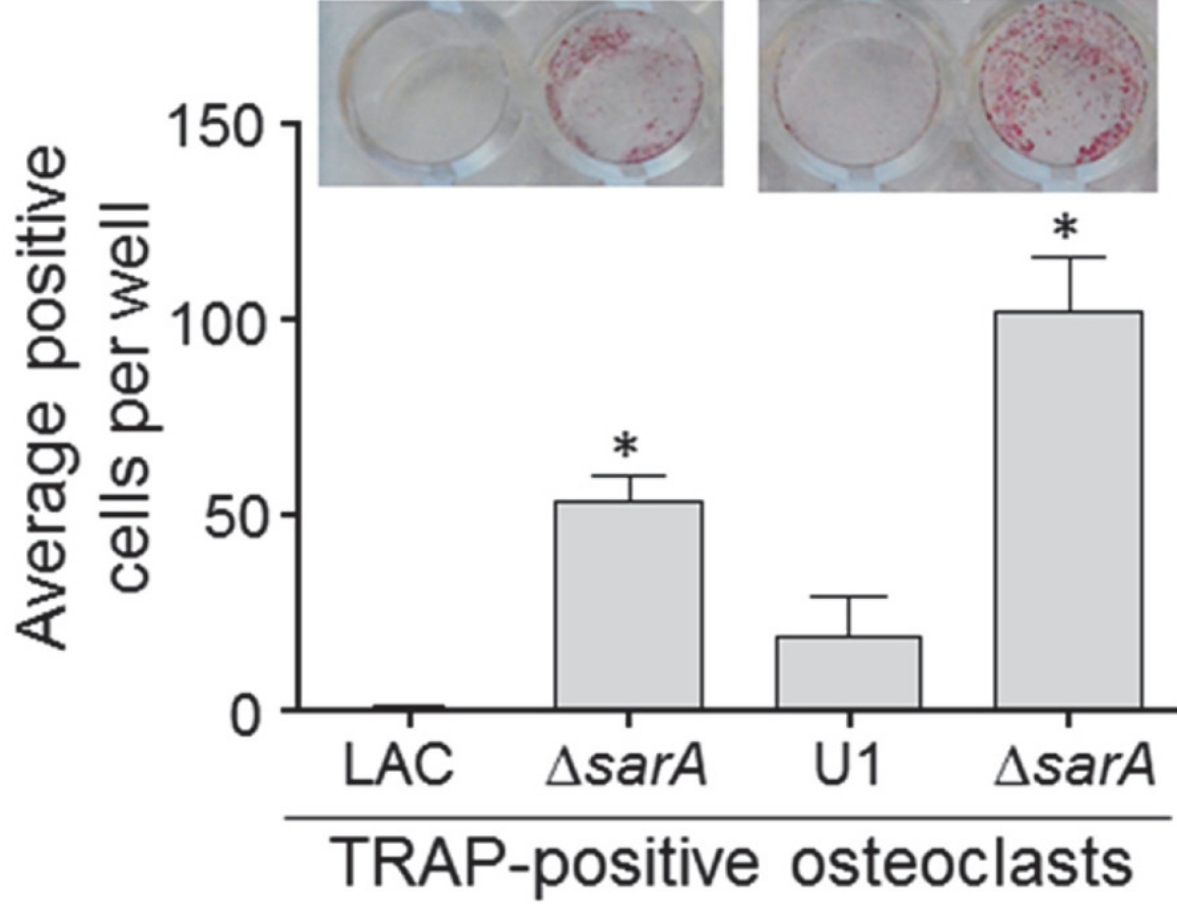 Average positive
cells per well
150
100
50
0
*
*
LAC
ΔsarA
U1
ΔsarA
TRAP-positive osteoclasts